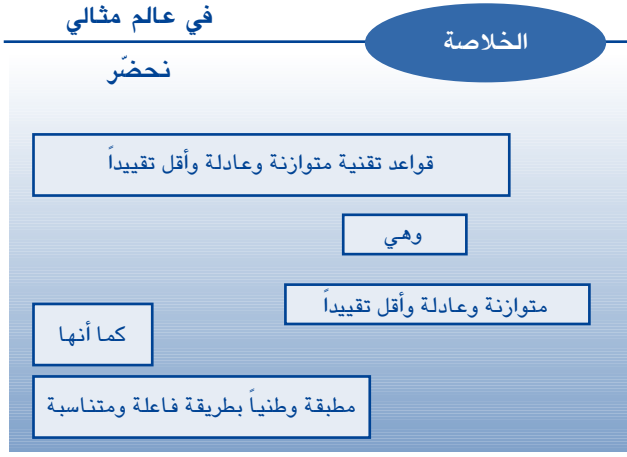 الخلاصة
في عالم مثالي
نحضّر
قواعد تقنية متوازنة وعادلة وأقل تقييداً
وهي
متوازنة وعادلة وأقل تقييداً
كما أنها
مطبقة وطنياً بطريقة فاعلة ومتناسبة